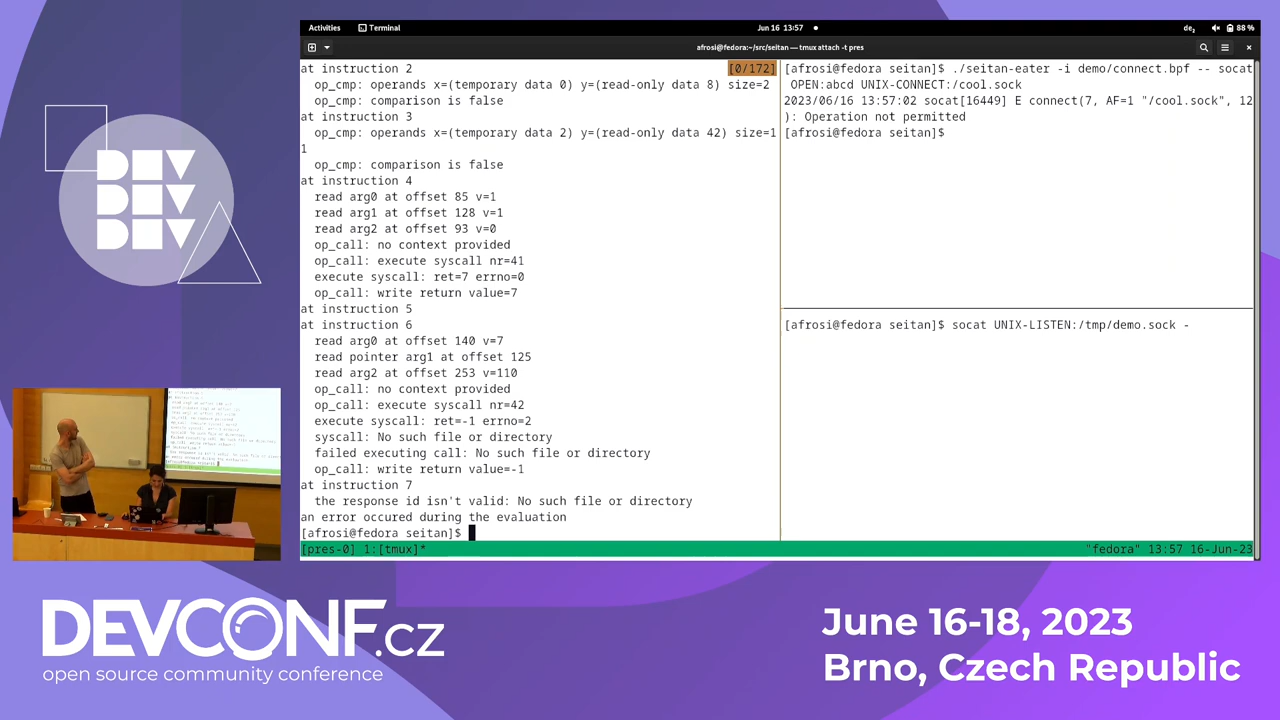 Activities
Terminal
Jun 16 13:57
de₂
88 %
afrosi@fedora:~/src/seitan — tmux attach -t pres
at instruction 2
[0/172]
op_cmp: operands x=(temporary data 0) y=(read-only data 8) size=2
op_cmp: comparison is false
at instruction 3
op_cmp: operands x=(temporary data 2) y=(read-only data 42) size=1
1
op_cmp: comparison is false
at instruction 4
read arg0 at offset 85 v=1
read arg1 at offset 128 v=1
read arg2 at offset 93 v=0
op_call: no context provided
op_call: execute syscall nr=41
execute syscall: ret=7 errno=0
op_call: write return value=7
at instruction 5
at instruction 6
read arg0 at offset 140 v=7
read pointer arg1 at offset 125
read arg2 at offset 253 v=110
op_call: no context provided
op_call: execute syscall nr=42
execute syscall: ret=-1 errno=2
syscall: No such file or directory
failed executing call: No such file or directory
op_call: write return value=-1
at instruction 7
the response id isn't valid: No such file or directory
an error occured during the evaluation
[afrosi@fedora seitan]$
[afrosi@fedora seitan]$ ./seitan-eater -i demo/connect.bpf -- socat
OPEN:abcd UNIX-CONNECT:/cool.sock
2023/06/16 13:57:02 socat[16449] E connect(7, AF=1 "/cool.sock", 12
): Operation not permitted
[afrosi@fedora seitan]$
[afrosi@fedora seitan]$ socat UNIX-LISTEN:/tmp/demo.sock -
[pres-0] 1:[tmux]*
"fedora" 13:57 16-Jun-23
DEV
DEV
DEV
DEVCONF.cz
open source community conference
June 16-18, 2023
Brno, Czech Republic